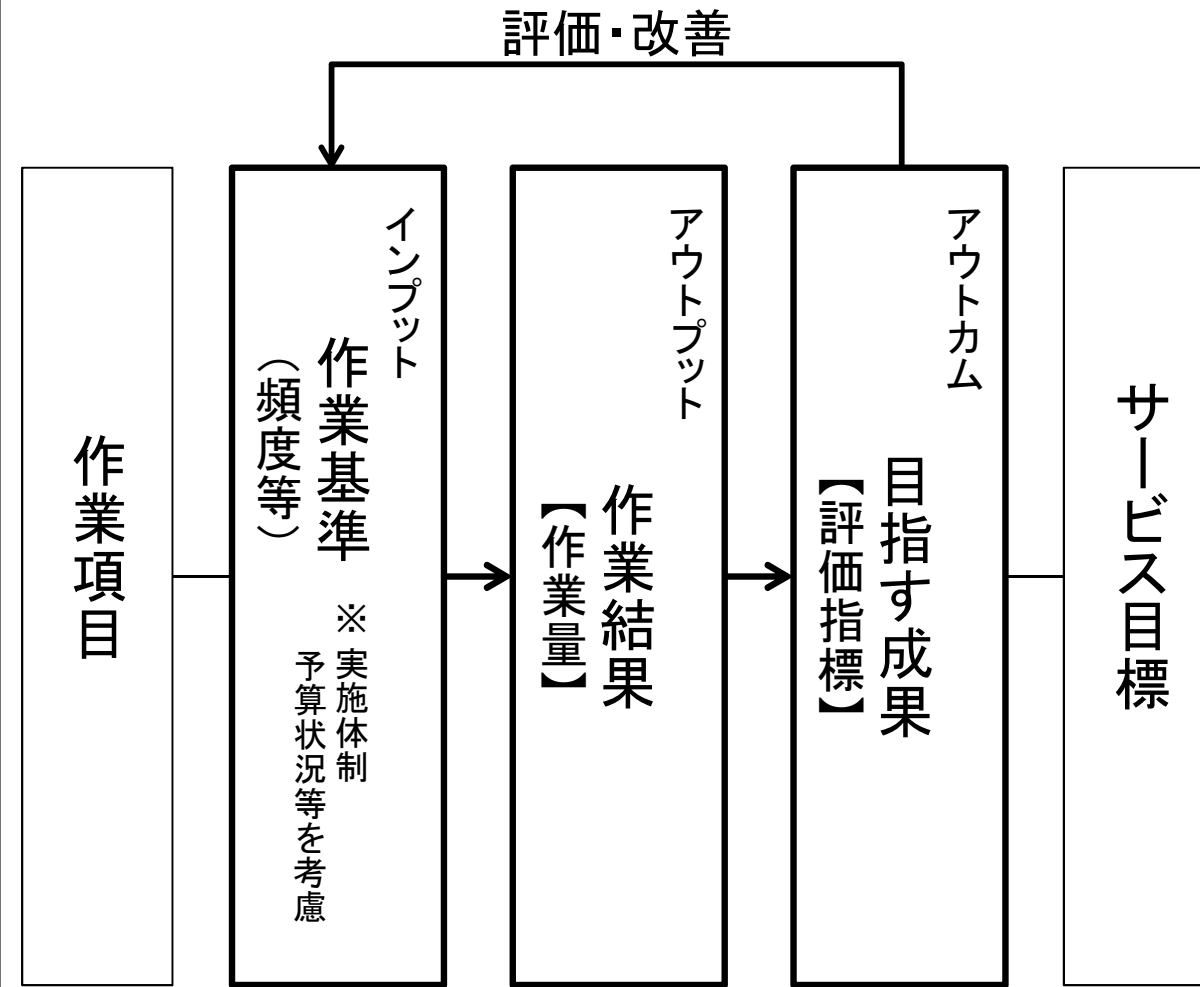 評価・改善
作業項目
インプット
作業基準
（頻度等）
※実施体制
予算状況等を考慮
アウトプット
作業結果
【作業量】
アウトカム
目指す成果
【評価指標】
サービス目標